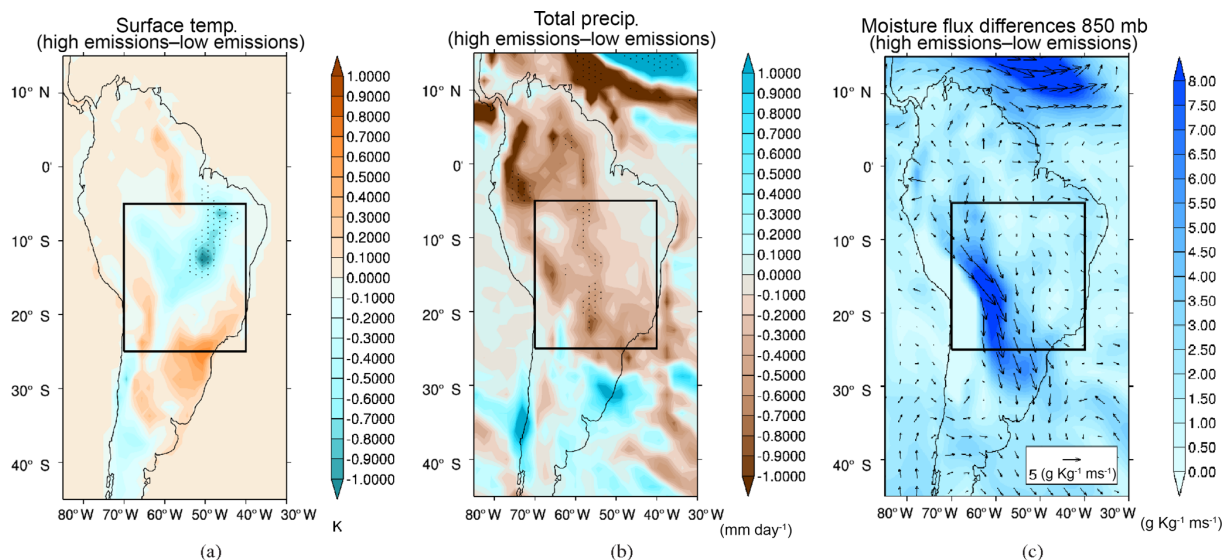 Surface temp.
(high emissions–low emissions)
10° N
0°
10° S
20° S
30° S
40° S
80°W 70°W 60°W 50°W 40°W 30°W
1.0000
0.9000
0.8000
0.7000
0.6000
0.5000
0.4000
0.3000
0.2000
0.1000
0.0000
-0.1000
-0.2000
-0.3000
-0.4000
-0.5000
-0.6000
-0.7000
-0.8000
-0.9000
-1.0000
K
(a)
Total precip.
(high emissions–low emissions)
10° N
0°
10° S
20° S
30° S
40° S
80°W 70°W 60°W 50°W 40°W 30°W
1.0000
0.9000
0.8000
0.7000
0.6000
0.5000
0.4000
0.3000
0.2000
0.1000
0.0000
-0.1000
-0.2000
-0.3000
-0.4000
-0.5000
-0.6000
-0.7000
-0.8000
-0.9000
-1.0000
(mm day⁻¹)
(b)
Moisture flux differences 850 mb
(high emissions–low emissions)
10° N
0°
10° S
20° S
30° S
40° S
80°W 70°W 60°W 50°W 40°W 30°W
5 (g Kg⁻¹ ms⁻¹)
8.00
7.50
7.00
6.50
6.00
5.50
5.00
4.50
4.00
3.50
3.00
2.50
2.00
1.50
1.00
0.50
0.00
(g Kg⁻¹ ms⁻¹)
(c)